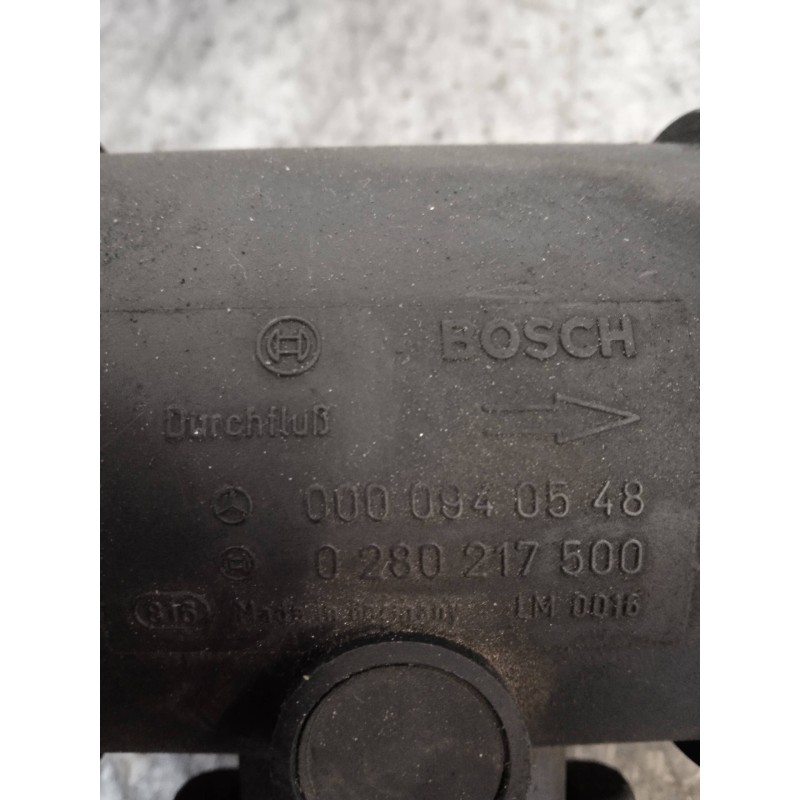 BOSCH
Durchfluß
000 094 05 48
0 280 217 500
Made in Germany LM 0016